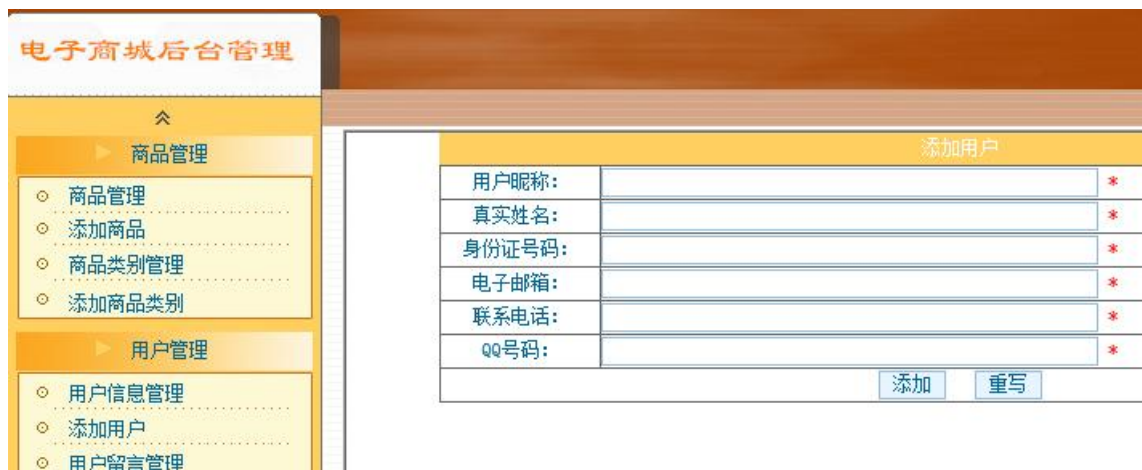 电子商城后台管理
商品管理
商品管理
添加商品
商品类别管理
添加商品类别
用户管理
用户信息管理
添加用户
用户留言管理
添加用户
用户昵称： *
真实姓名： *
身份证号码： *
电子邮箱： *
联系电话： *
QQ号码： *
添加 重写